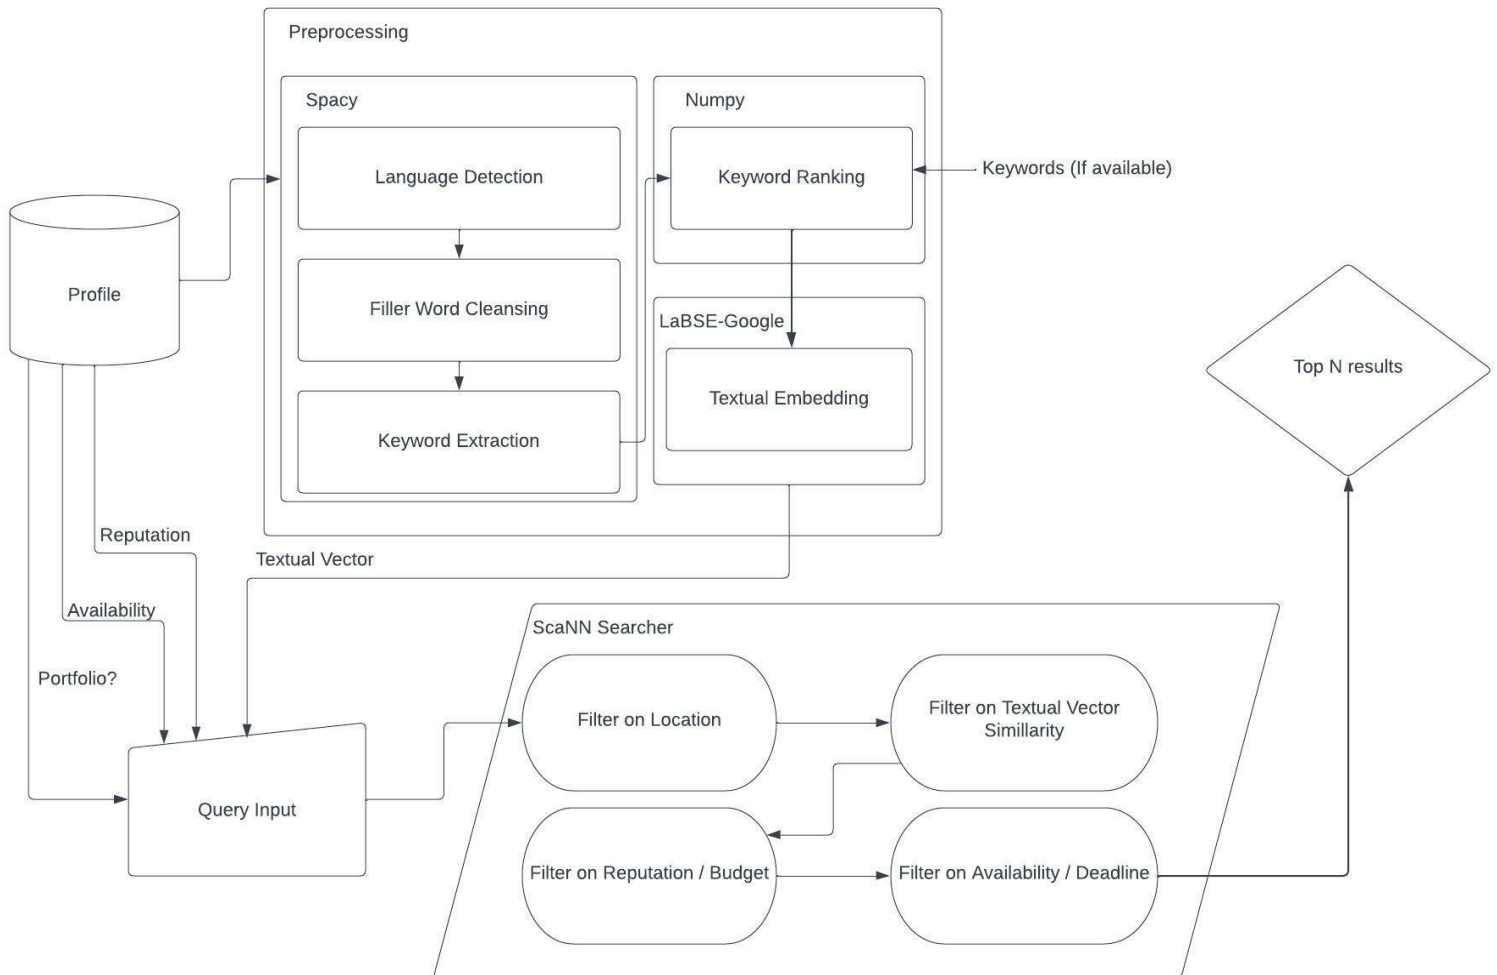 Preprocessing
Spacy
Numpy
Language Detection
Keyword Ranking
Keywords (If available)
Profile
Filler Word Cleansing
LaBSE-Google
Textual Embedding
Top N results
Keyword Extraction
Reputation
Textual Vector
Availability
Portfolio?
ScaNN Searcher
Filter on Location
Filter on Textual Vector
Simillarity
Query Input
Filter on Reputation / Budget
Filter on Availability / Deadline